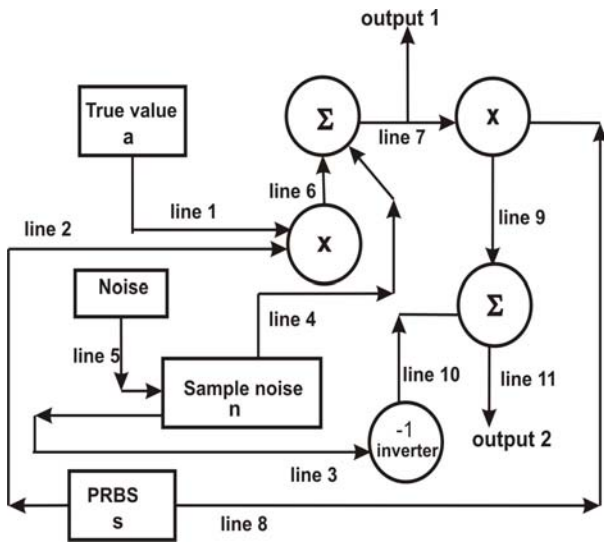 output 1
True value
a
Σ
x
line 7
line 6
line 1
line 2
x
line 9
Noise
line 4
Σ
line 5
Sample noise
n
line 10
line 11
-1
inverter
output 2
line 3
PRBS
s
line 8